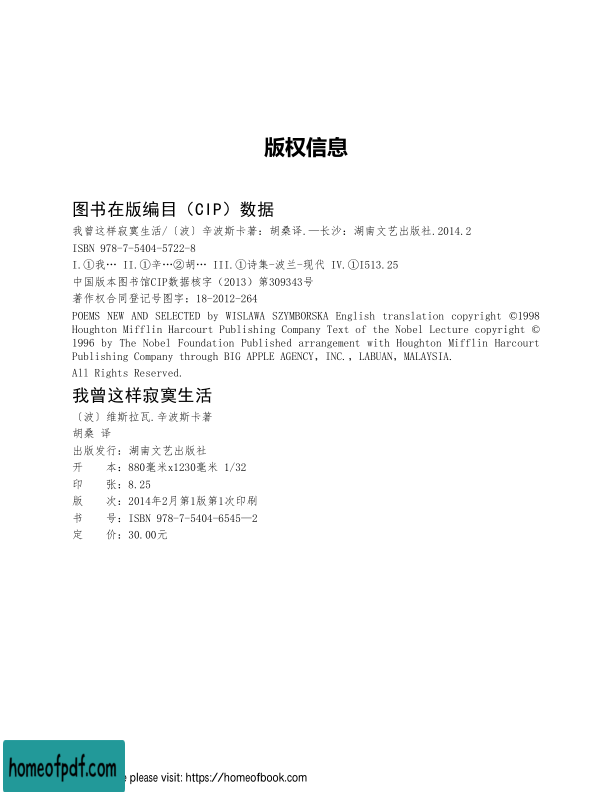 版权信息
图书在版编目（CIP）数据
我曾这样寂寞生活/〔波〕辛波斯卡著：胡桑译.—长沙：湖南文艺出版社.2014.2
ISBN 978-7-5404-5722-8
I.①我… II.①辛…②胡… III.①诗集-波兰-现代 IV.①I513.25
中国版本图书馆CIP数据核字（2013）第309343号
著作权合同登记号图字：18-2012-264
POEMS NEW AND SELECTED by WISLAWA SZYMBORSKA English translation copyright ©1998
Houghton Mifflin Harcourt Publishing Company Text of the Nobel Lecture copyright ©
1996 by The Nobel Foundation Published arrangement with Houghton Mifflin Harcourt
Publishing Company through BIG APPLE AGENCY, INC., LABUAN, MALAYSIA.
All Rights Reserved.
我曾这样寂寞生活
〔波〕维斯拉瓦.辛波斯卡著
胡桑 译
出版发行：湖南文艺出版社
开　　本：880毫米x1230毫米 1/32
印　　张：8.25
版　　次：2014年2月第1版第1次印刷
书　　号：ISBN 978-7-5404-6545—2
定　　价：30.00元
homeofpdf.com
please visit: https://homeofbook.com